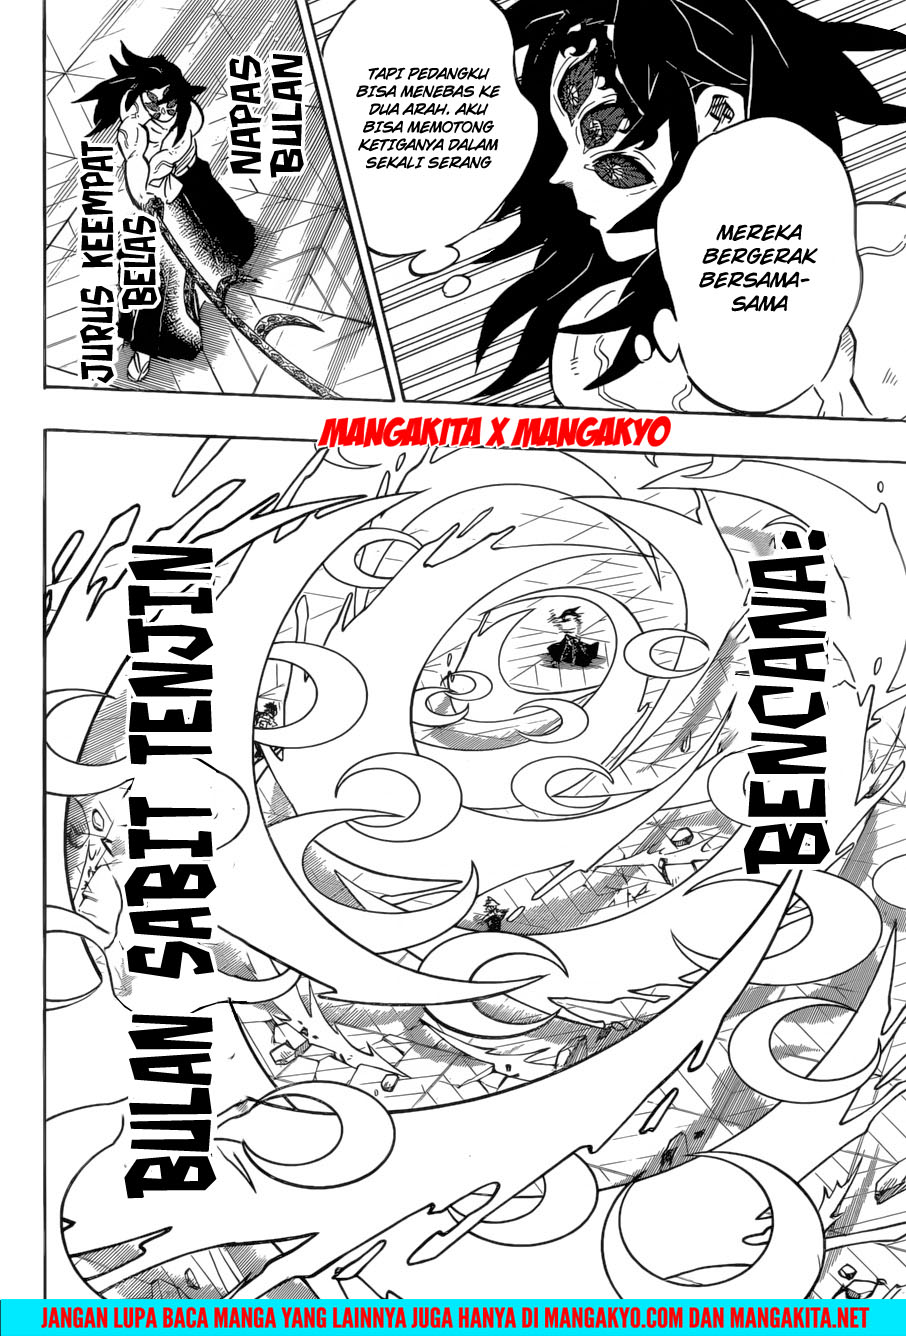 MEREKA
BERGERAK
BERSAMA-
SAMA
TAPI PEDANGKU
BISA MENEBAS KE
DUA ARAH. AKU
BISA MEMOTONG
KETIGANYA DALAM
SEKALI SERANG
NAPAS
BULAN
JURUS KEEMPAT
BELAS
MANGAKITA X MANGAKYO
BENCANA:
BULAN SABIT TENJIN
JANGAN LUPA BACA MANGA YANG LAINNYA JUGA HANYA DI MANGAKYO.COM DAN MANGAKITA.NET